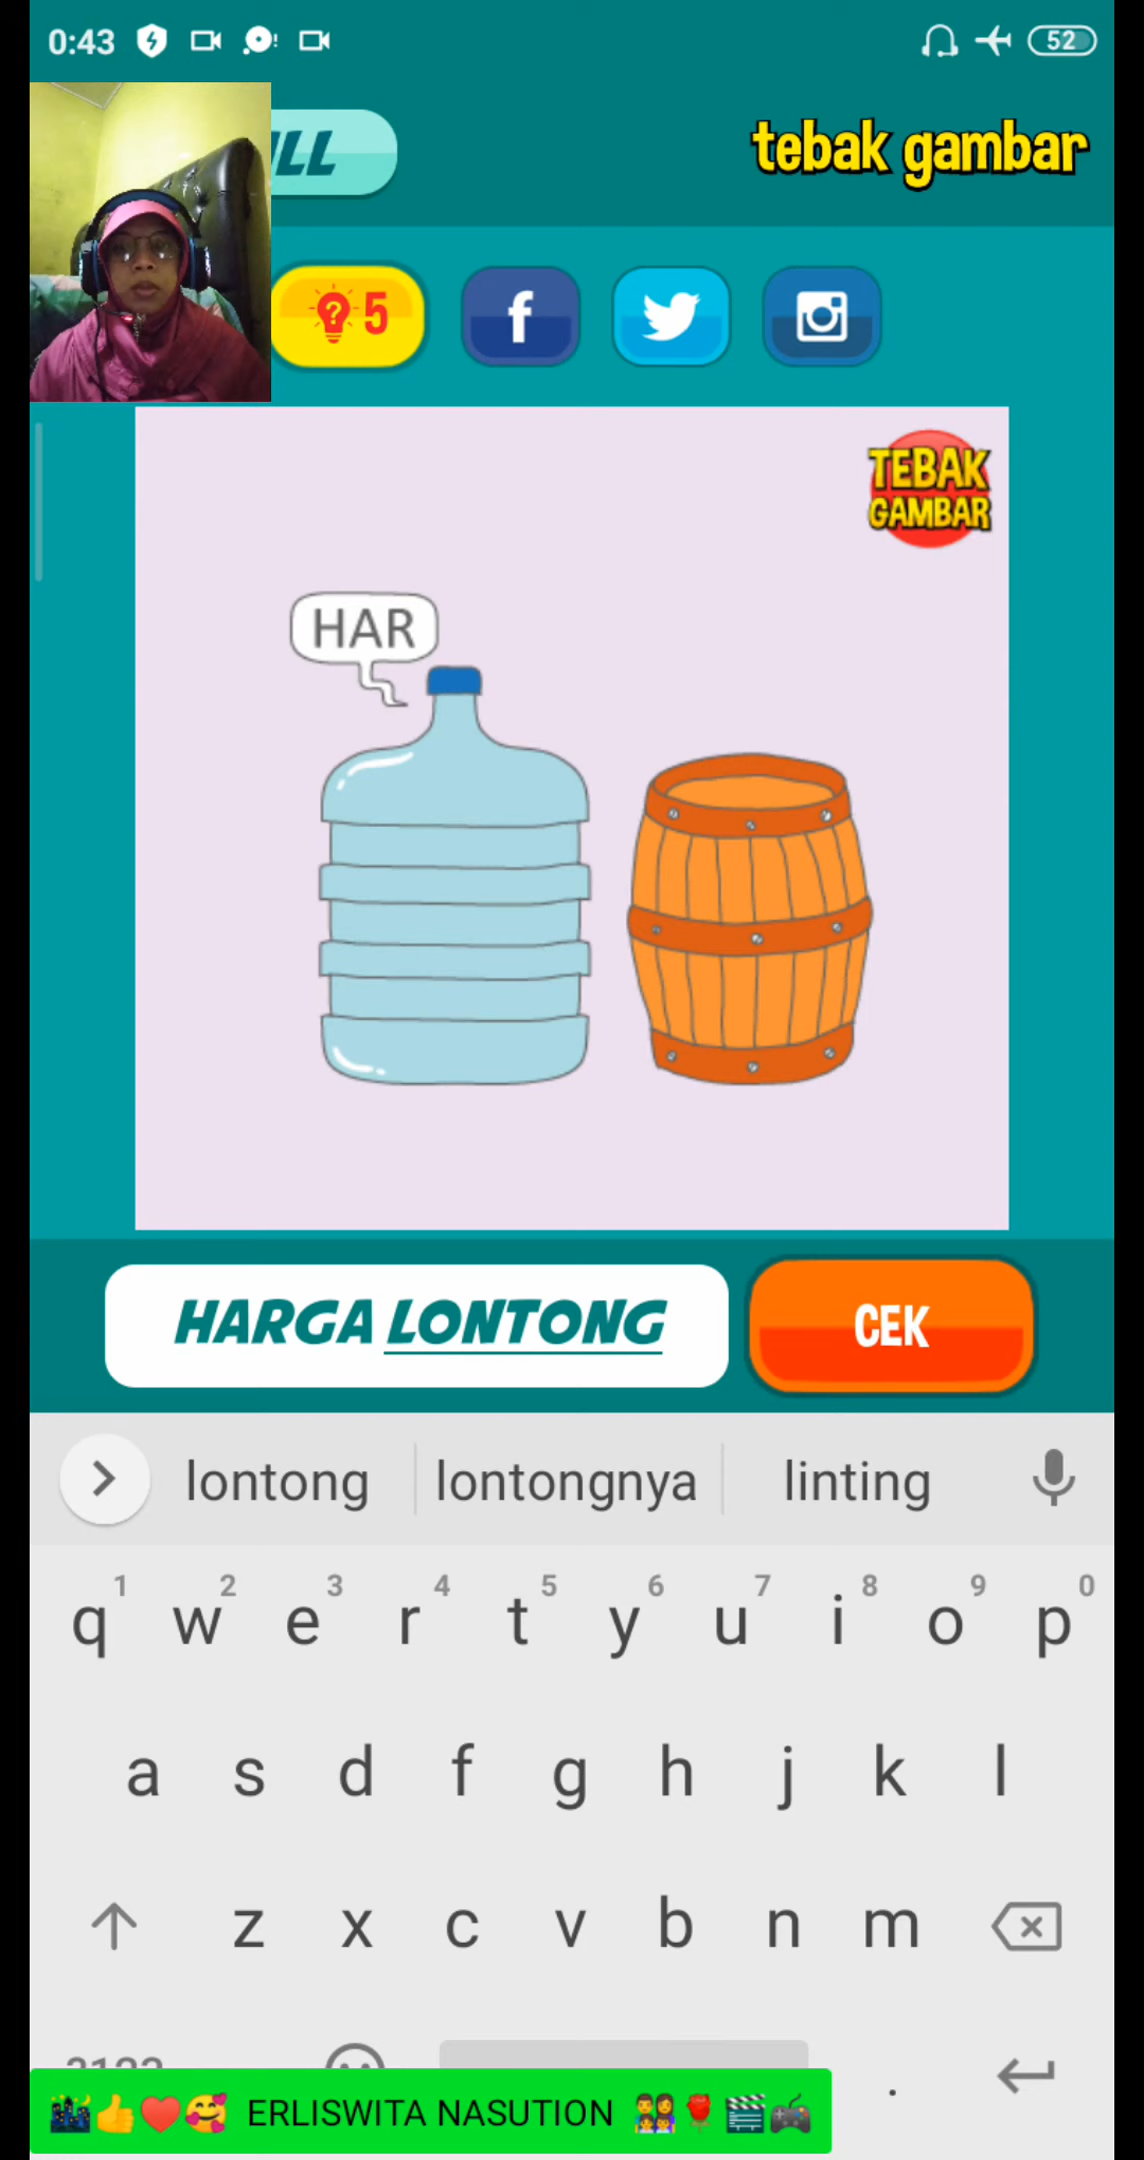 0:43
52
ILL
tebak gambar
5
f
TEBAK
GAMBAR
HAR
HARGA LONTONG
CEK
lontong lontongnya linting
1 2 3 4 5 6 7 8 9 0
q w e r t y u i o p
a s d f g h j k l
z x c v b n m
.
ERLISWITA NASUTION